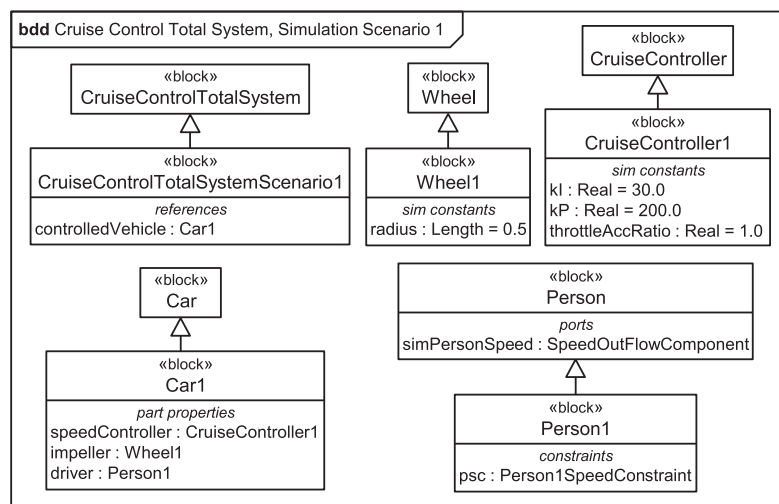 bdd Cruise Control Total System, Simulation Scenario 1
«block»
CruiseControlTotalSystem
«block»
CruiseControlTotalSystemScenario1
references
controlledVehicle : Car1
«block»
Wheel
«block»
Wheel1
sim constants
radius : Length = 0.5
«block»
CruiseController
«block»
CruiseController1
sim constants
kI : Real = 30.0
kP : Real = 200.0
throttleAccRatio : Real = 1.0
«block»
Car
«block»
Car1
part properties
speedController : CruiseController1
impeller : Wheel1
driver : Person1
«block»
Person
ports
simPersonSpeed : SpeedOutFlowComponent
«block»
Person1
constraints
psc : Person1SpeedConstraint